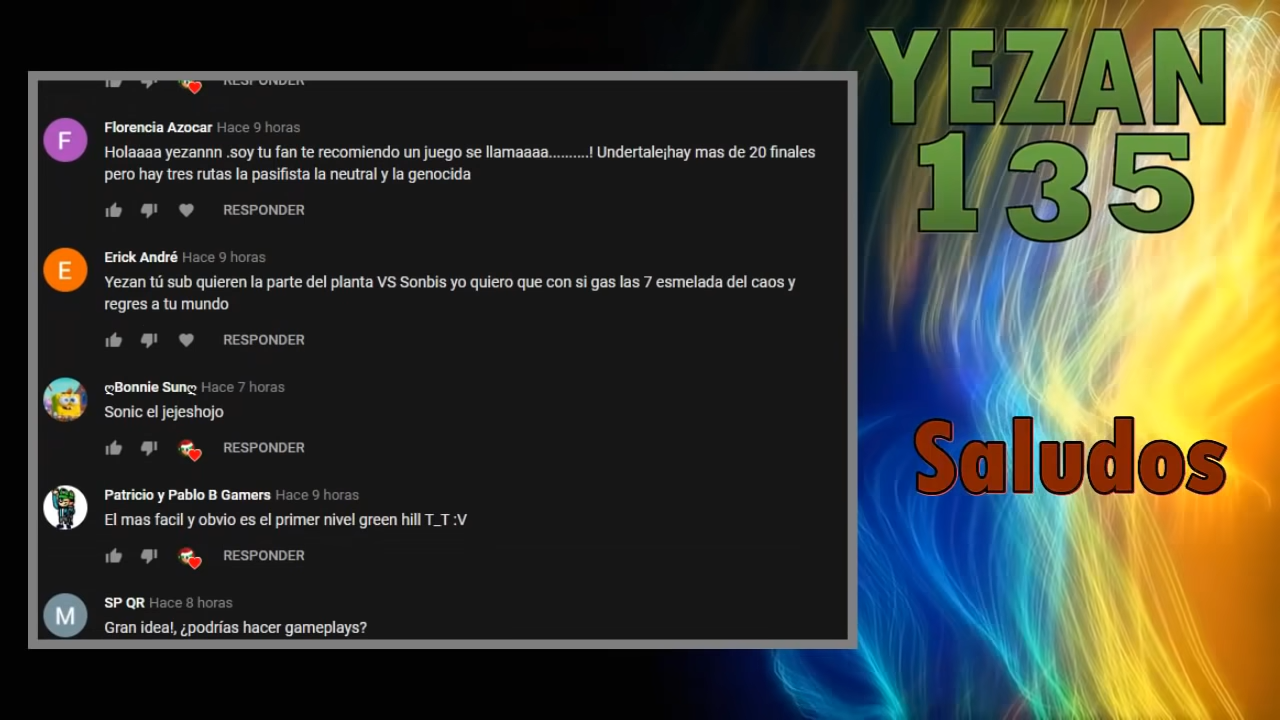 RESPONDER
Florencia Azocar Hace 9 horas
Holaaaa yezannn .soy tu fan te recomiendo un juego se llamaaaa.........! Undertale¡hay mas de 20 finales
pero hay tres rutas la pasifista la neutral y la genocida
RESPONDER
Erick André Hace 9 horas
Yezan tú sub quieren la parte del planta VS Sonbis yo quiero que con si gas las 7 esmelada del caos y
regres a tu mundo
RESPONDER
ღBonnie Sunღ Hace 7 horas
Sonic el jejeshojo
RESPONDER
Patricio y Pablo B Gamers Hace 9 horas
El mas facil y obvio es el primer nivel green hill T_T :V
RESPONDER
SP QR Hace 8 horas
Gran idea!, ¿podrías hacer gameplays?
F
E
M
YEZAN
135
Saludos